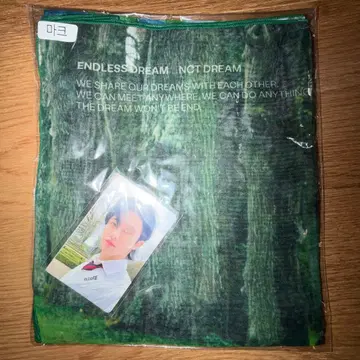 마크
ENDLESS DREAM NCT DREAM
WE SHARE OUR DREAMS WITH EACH OTHER.
WE CAN MEET ANYWHERE, WE CAN DO ANYTHING
THE DREAM WON'T BE END.